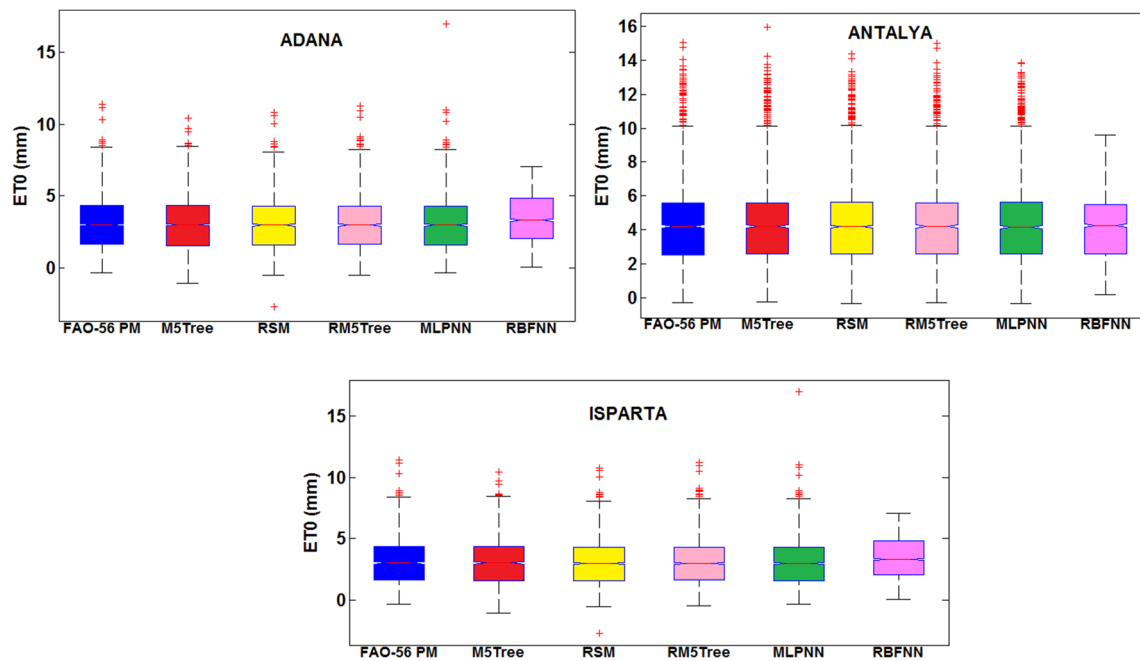 ADANA
ET0 (mm)
15
10
5
0
FAO-56 PM M5Tree RSM RM5Tree MLPNN RBFNN
ANTALYA
ET0 (mm)
16
14
12
10
8
6
4
2
0
FAO-56 PM M5Tree RSM RM5Tree MLPNN RBFNN
ISPARTA
ET0 (mm)
15
10
5
0
FAO-56 PM M5Tree RSM RM5Tree MLPNN RBFNN